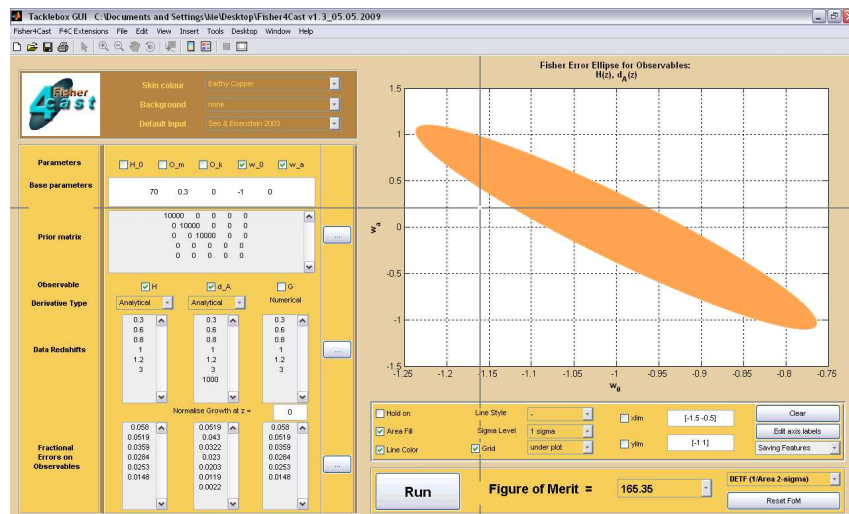 Tacklebox GUI C:\Documents and Settings\Me\Desktop\Fisher4Cast v1.3_05.05.2009
Fisher4Cast F4C Extensions File Edit View Insert Tools Desktop Window Help
Fisher
4cast
Skin colour Earthy Copper
Background none
Default Input Seo & Eisenstein 2003
Parameters H_0 O_m O_k w_0 w_a
Base parameters 70 0.3 0 -1 0
Prior matrix
10000 0 0 0 0
0 10000 0 0 0
0 0 10000 0 0
0 0 0 0 0
0 0 0 0 0
...
Observable H d_A G
Derivative Type Analytical Analytical Numerical
Data Redshifts
0.3 0.3 0.3
0.6 0.6 0.6
0.8 0.8 0.8
1 1 1
1.2 1.2 1.2
3 3 3
1000
...
Normalise Growth at z = 0
Fractional Errors on Observables
0.058 0.0519 0.058
0.0519 0.043 0.0519
0.0359 0.0322 0.0359
0.0284 0.023 0.0284
0.0253 0.0203 0.0253
0.0148 0.0119 0.0148
0.0022
...
Fisher Error Ellipse for Observables:
H(z), d_A(z)
1.5
1
0.5
0
-0.5
-1
-1.5
w_a
-1.25 -1.2 -1.15 -1.1 -1.05 -1 -0.95 -0.9 -0.85 -0.8 -0.75
w_0
Hold on Line Style - xlim [-1.5 -0.5] Clear
Area Fill Sigma Level 1 sigma Edit axis labels
Line Color Grid under plot ylim [-1 1] Saving Features
Run Figure of Merit = 165.35 DETF (1/Area 2-sigma)
Reset FoM